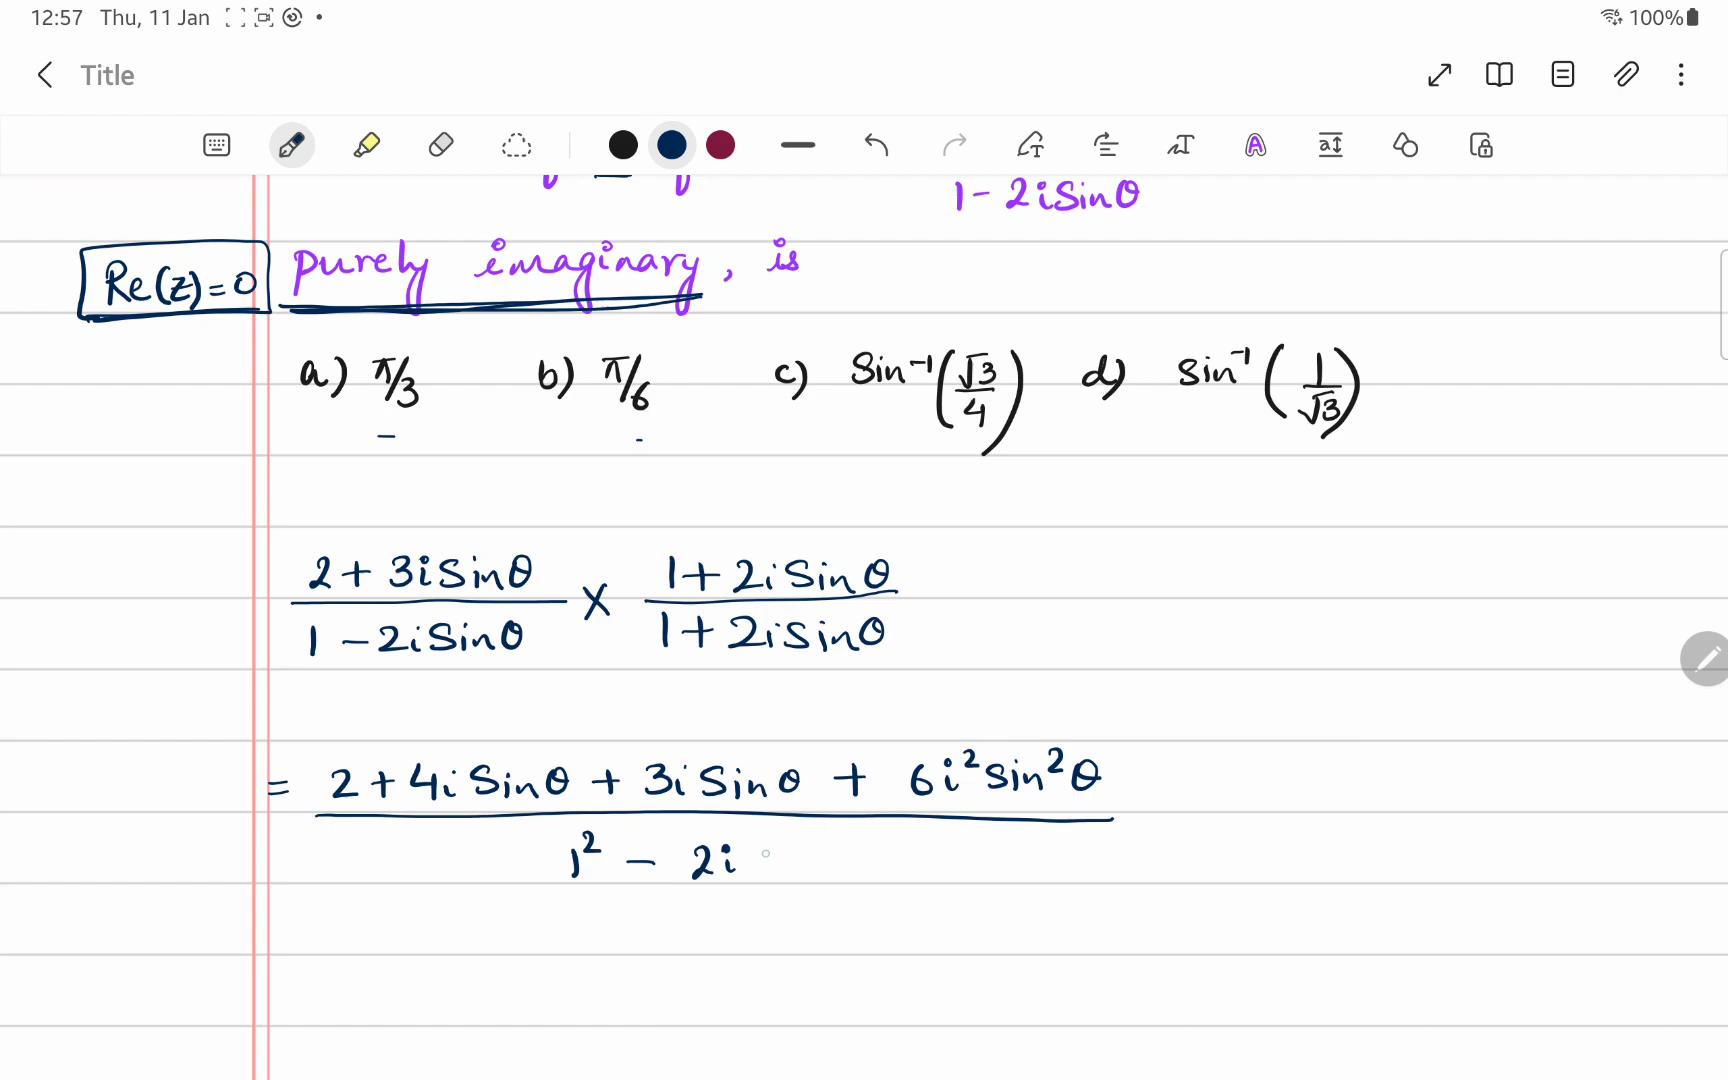 12:57 Thu, 11 Jan 100%
Title
1 - 2iSinθ
Re(z)=0 purely imaginary, is
a) π/3 b) π/6 c) Sin⁻¹(√3/4) d) Sin⁻¹(1/√3)
(2 + 3iSinθ)/(1 - 2iSinθ) × (1 + 2iSinθ)/(1 + 2iSinθ)
= 2 + 4iSinθ + 3iSinθ + 6i²Sin²θ
1² - 2i